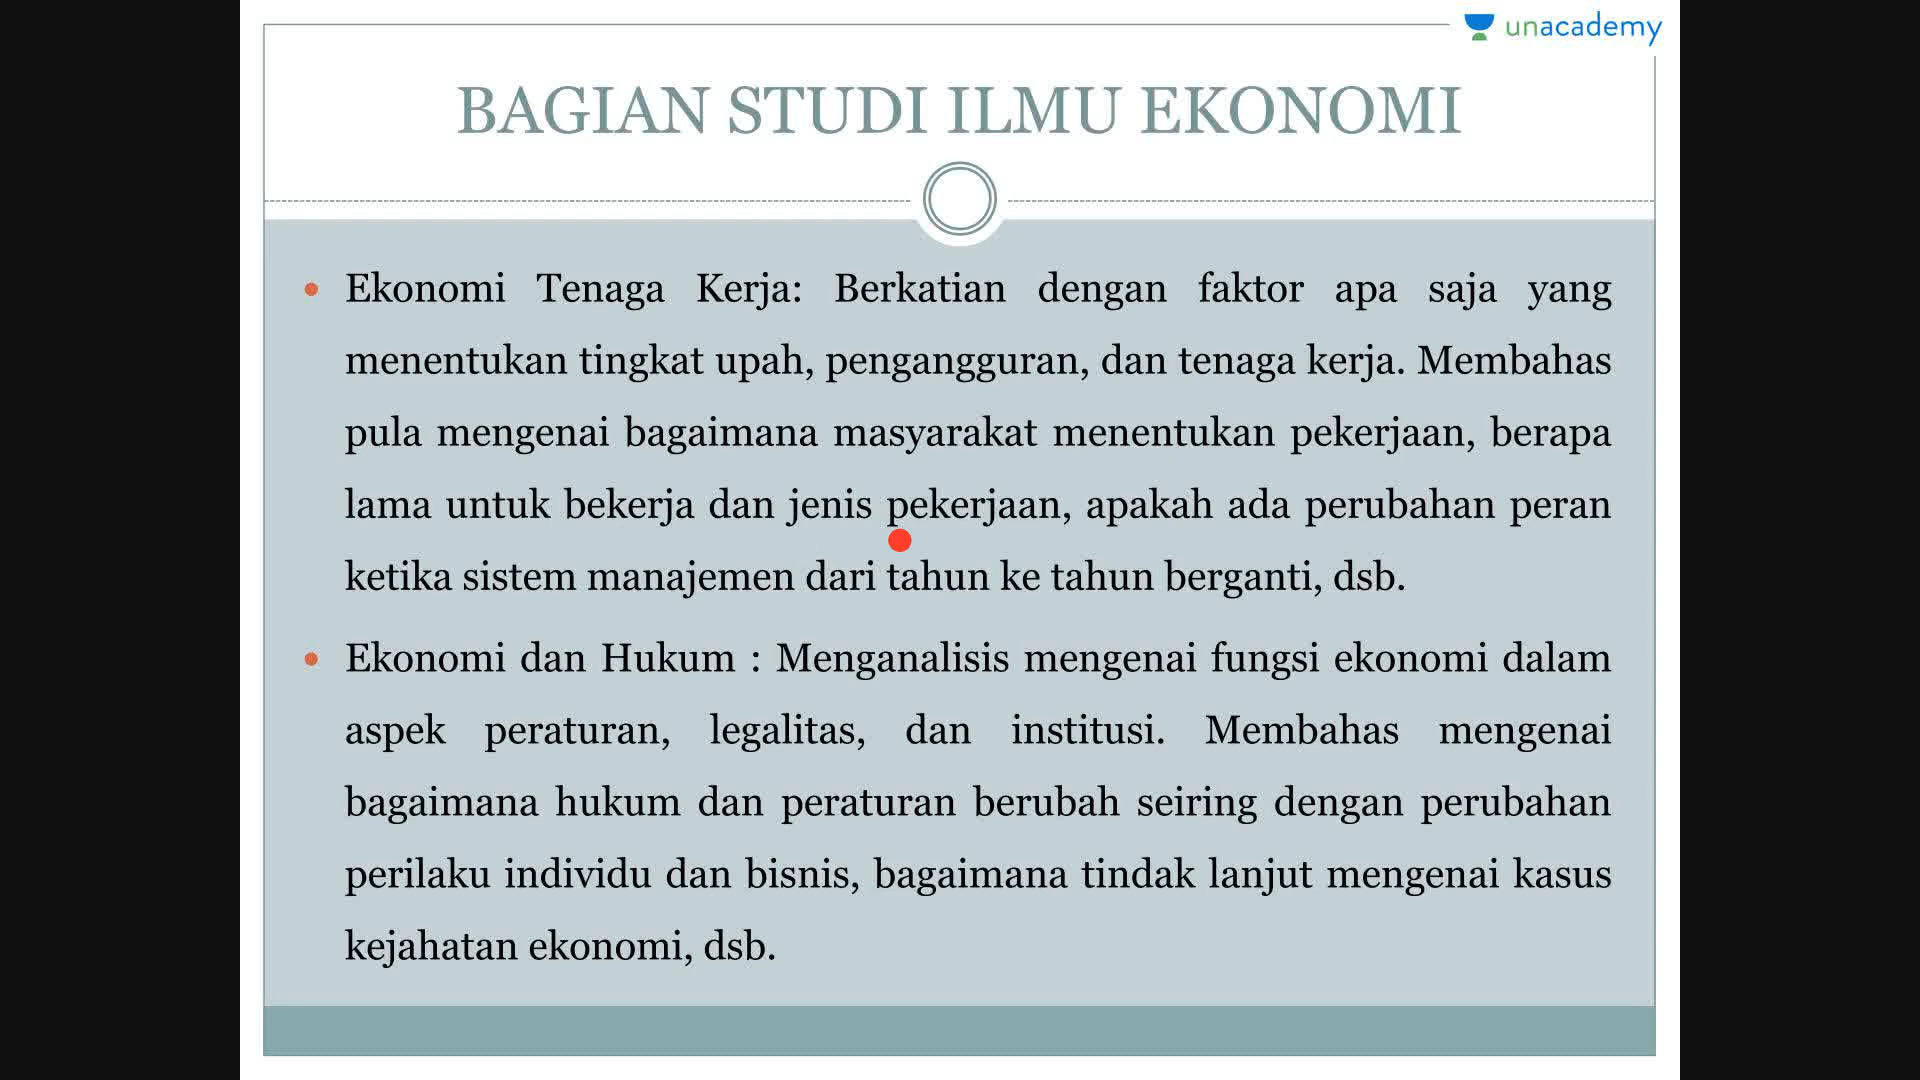 unacademy
BAGIAN STUDI ILMU EKONOMI
• Ekonomi Tenaga Kerja: Berkatian dengan faktor apa saja yang
menentukan tingkat upah, pengangguran, dan tenaga kerja. Membahas
pula mengenai bagaimana masyarakat menentukan pekerjaan, berapa
lama untuk bekerja dan jenis pekerjaan, apakah ada perubahan peran
ketika sistem manajemen dari tahun ke tahun berganti, dsb.
• Ekonomi dan Hukum : Menganalisis mengenai fungsi ekonomi dalam
aspek peraturan, legalitas, dan institusi. Membahas mengenai
bagaimana hukum dan peraturan berubah seiring dengan perubahan
perilaku individu dan bisnis, bagaimana tindak lanjut mengenai kasus
kejahatan ekonomi, dsb.